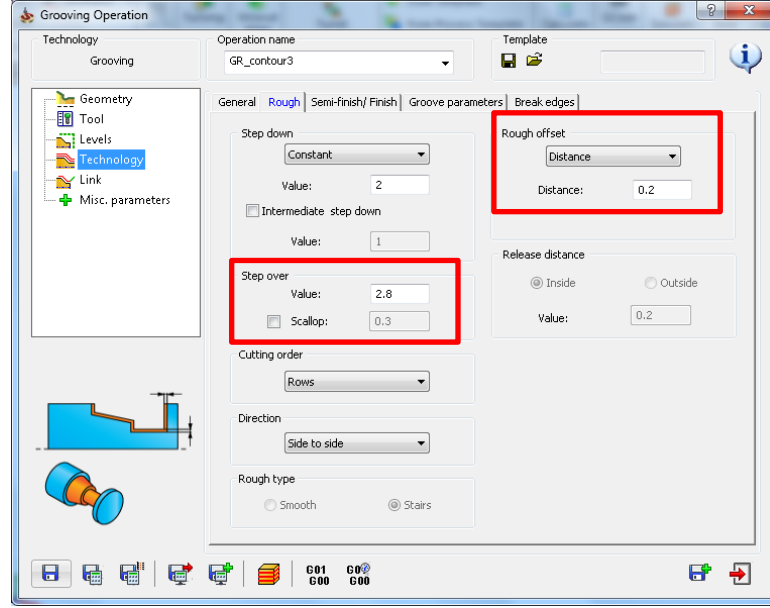 Grooving Operation
Technology
Grooving
Operation name
GR_contour3
Template
Geometry
Tool
Levels
Technology
Link
Misc. parameters
General Rough Semi-finish/ Finish Groove parameters Break edges
Step down
Constant
Value: 2
Intermediate step down
Value: 1
Step over
Value: 2.8
Scallop: 0.3
Cutting order
Rows
Direction
Side to side
Rough type
Smooth Stairs
Rough offset
Distance
Distance: 0.2
Release distance
Inside Outside
Value: 0.2
G01 G00
G00 G00